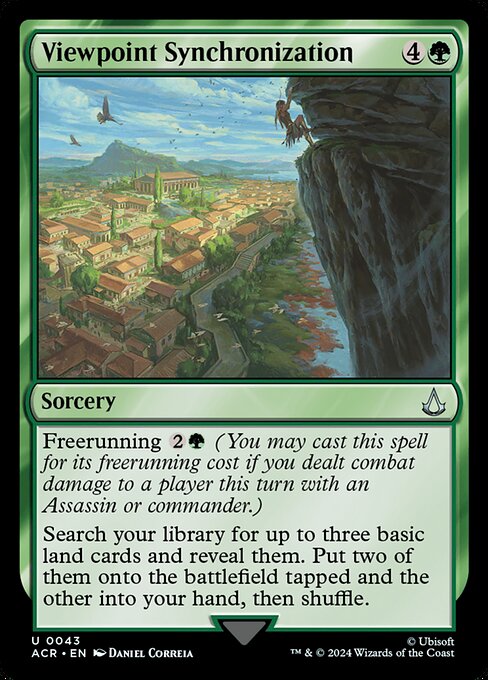 Viewpoint Synchronization 4
Sorcery
Freerunning 2 (You may cast this spell
for its freerunning cost if you dealt combat
damage to a player this turn with an
Assassin or commander.)
Search your library for up to three basic
land cards and reveal them. Put two of
them onto the battlefield tapped and the
other into your hand, then shuffle.
U 0043
ACR • EN DANIEL CORREIA
© Ubisoft
™ & © 2024 Wizards of the Coast